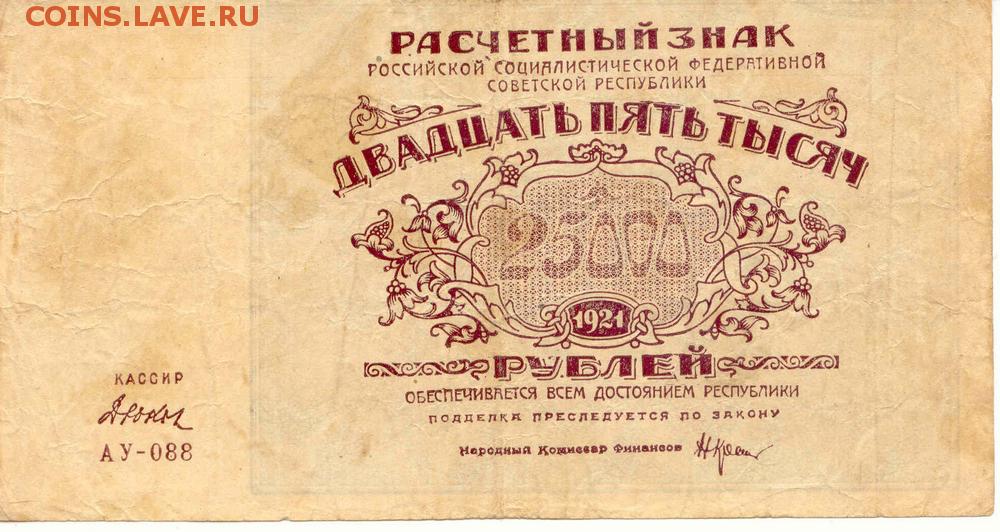 COINS.LAVE.RU
РАСЧЕТНЫЙ ЗНАК
РОССИЙСКОЙ СОЦИАЛИСТИЧЕСКОЙ ФЕДЕРАТИВНОЙ
СОВЕТСКОЙ РЕСПУБЛИКИ
ДВАДЦАТЬ ПЯТЬ ТЫСЯЧ
25000
1921
РУБЛЕЙ
ОБЕСПЕЧИВАЕТСЯ ВСЕМ ДОСТОЯНИЕМ РЕСПУБЛИКИ
ПОДДЕЛКА ПРЕСЛЕДУЕТСЯ ПО ЗАКОНУ
Народный Комиссар Финансов
КАССИР
АУ-088